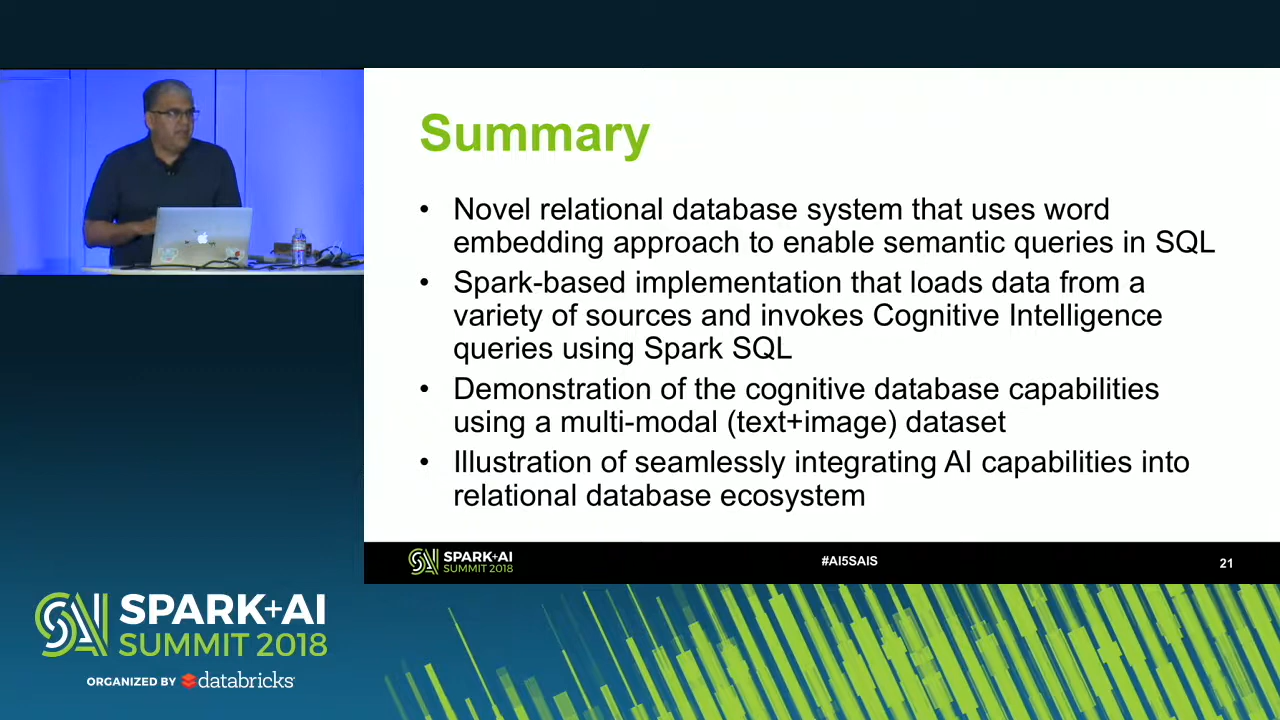 Summary
• Novel relational database system that uses word
embedding approach to enable semantic queries in SQL
• Spark-based implementation that loads data from a
variety of sources and invokes Cognitive Intelligence
queries using Spark SQL
• Demonstration of the cognitive database capabilities
using a multi-modal (text+image) dataset
• Illustration of seamlessly integrating AI capabilities into
relational database ecosystem
SPARK+AI
SUMMIT 2018
#AI5SAIS
21
SPARK+AI
SUMMIT 2018
ORGANIZED BY databricks